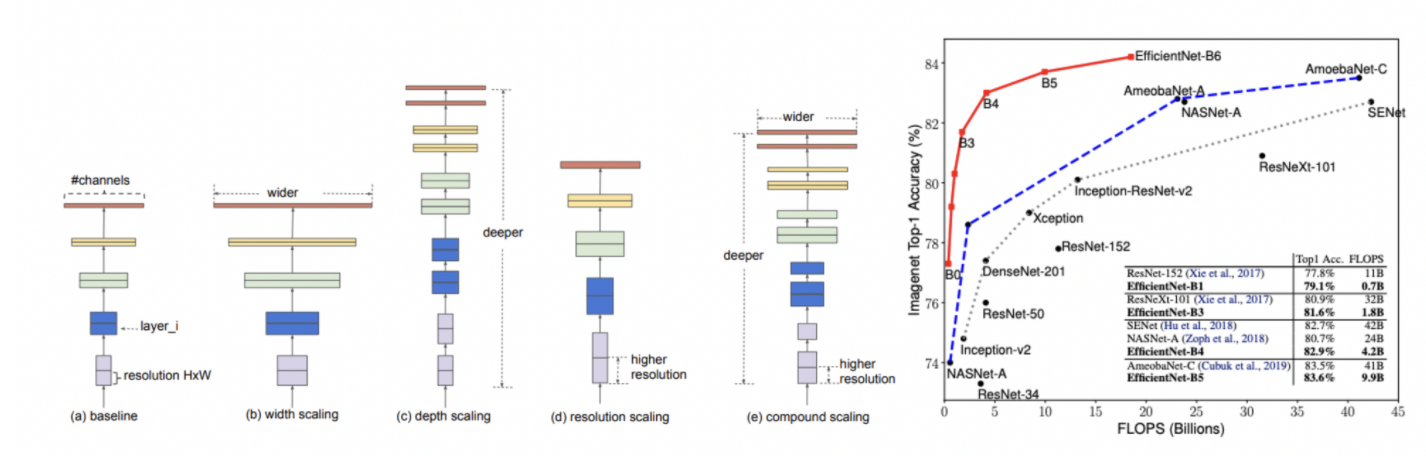 #channels
layer_i
resolution HxW
(a) baseline
wider
(b) width scaling
deeper
(c) depth scaling
higher
resolution
(d) resolution scaling
wider
deeper
higher
resolution
(e) compound scaling
Imagenet Top-1 Accuracy (%)
84
82
80
78
76
74
0
5
10
15
20
25
30
35
40
45
FLOPS (Billions)
EfficientNet-B6
B5
B4
B3
B0
AmoebaNet-C
AmeobaNet-A
NASNet-A
SENet
ResNeXt-101
Inception-ResNet-v2
Xception
ResNet-152
DenseNet-201
ResNet-50
Inception-v2
NASNet-A
ResNet-34
Top1 Acc. FLOPS
ResNet-152 (Xie et al., 2017) 77.8% 11B
EfficientNet-B1 79.1% 0.7B
ResNeXt-101 (Xie et al., 2017) 80.9% 32B
EfficientNet-B3 81.6% 1.8B
SENet (Hu et al., 2018) 82.7% 42B
NASNet-A (Zoph et al., 2018) 80.7% 24B
EfficientNet-B4 82.9% 4.2B
AmoebaNet-C (Cubuk et al., 2019) 83.5% 41B
EfficientNet-B5 83.6% 9.9B